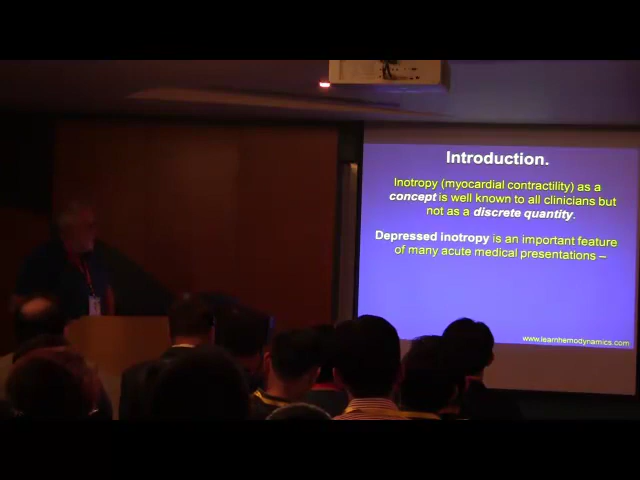 Introduction.
Inotropy (myocardial contractility) as a
concept is well known to all clinicians but
not as a discrete quantity.
Depressed inotropy is an important feature
of many acute medical presentations –
www.learnhemodynamics.com